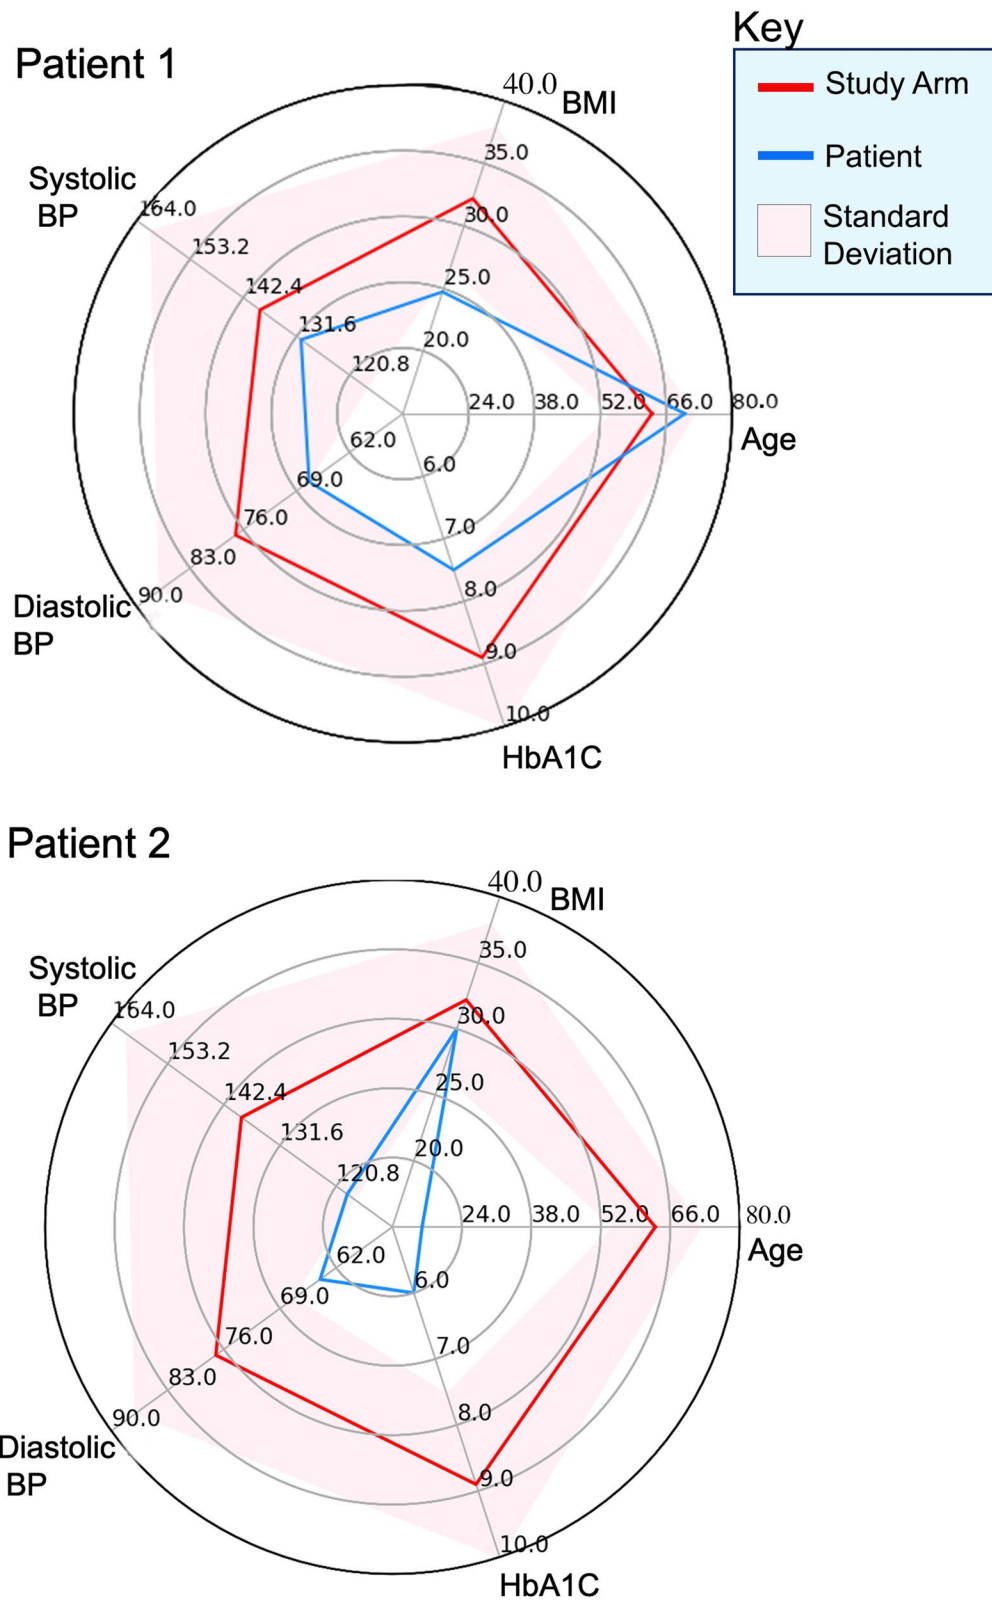 Key
Study Arm
Patient
Standard
Deviation
Patient 1
40.0
BMI
35.0
30.0
25.0
20.0
Systolic
BP
164.0
153.2
142.4
131.6
120.8
24.0
38.0
52.0
66.0
80.0
Age
62.0
69.0
76.0
83.0
90.0
Diastolic
BP
6.0
7.0
8.0
9.0
10.0
HbA1C
Patient 2
40.0
BMI
35.0
30.0
25.0
20.0
Systolic
BP
164.0
153.2
142.4
131.6
120.8
24.0
38.0
52.0
66.0
80.0
Age
62.0
69.0
76.0
83.0
90.0
Diastolic
BP
6.0
7.0
8.0
9.0
10.0
HbA1C